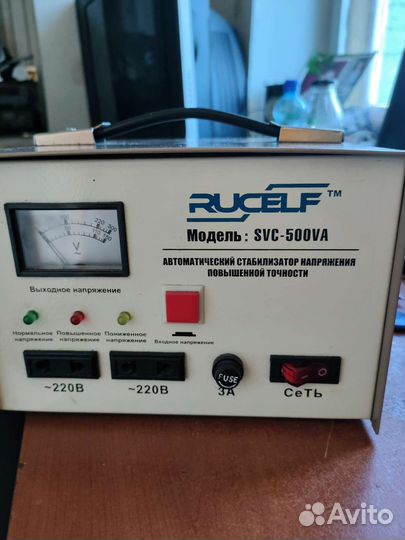 RUCELF™
Модель: SVC-500VA
АВТОМАТИЧЕСКИЙ СТАБИЛИЗАТОР НАПРЯЖЕНИЯ
ПОВЫШЕННОЙ ТОЧНОСТИ
V
Выходное напряжение
Нормальное напряжение
Повышенное напряжение
Пониженное напряжение
Входное напряжение
~220В
~220В
FUSE
3А
СеТЬ
Avito